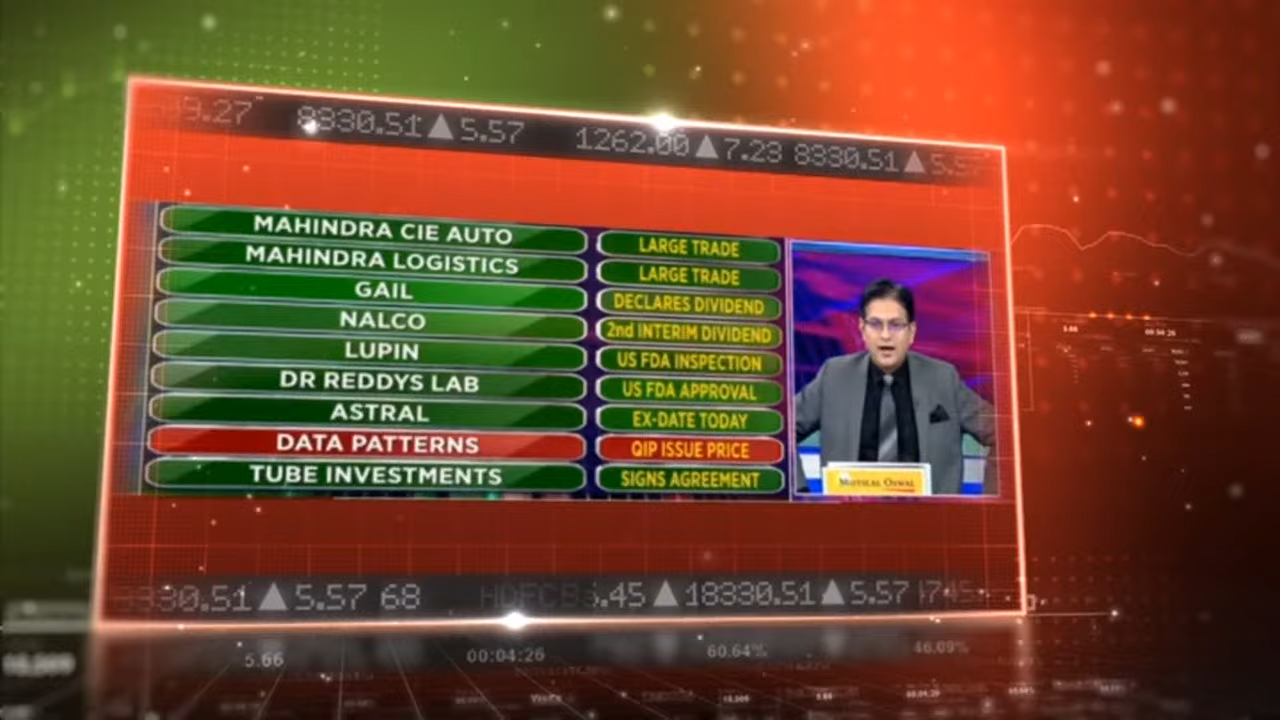 9.27
8330.51 ▲ 5.57
1262.00 ▲ 7.23 8330.51 ▲ 5.57
MAHINDRA CIE AUTO LARGE TRADE
MAHINDRA LOGISTICS LARGE TRADE
GAIL DECLARES DIVIDEND
NALCO 2nd INTERIM DIVIDEND
LUPIN US FDA INSPECTION
DR REDDYS LAB US FDA APPROVAL
ASTRAL EX-DATE TODAY
DATA PATTERNS QIP ISSUE PRICE
TUBE INVESTMENTS SIGNS AGREEMENT
MOTILAL OSWAL
330.51 ▲ 5.57 68 .45 ▲ 18330.51 ▲ 5.57
5.66 00:04:26 60.64% 46.09%